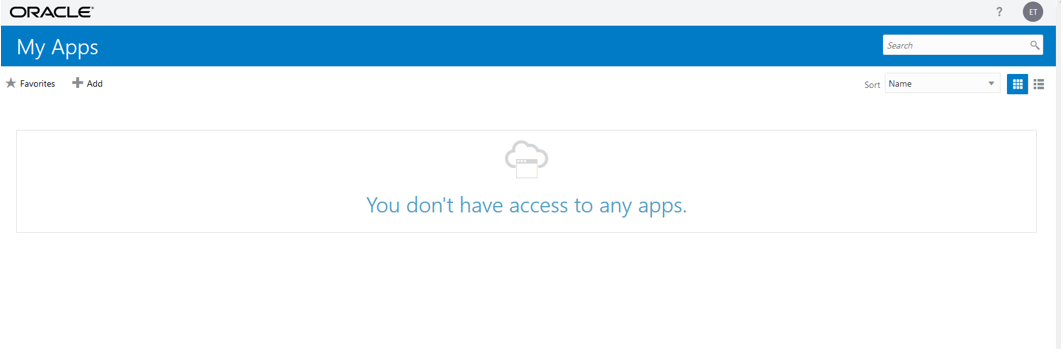 ORACLE®
? ET
My Apps
Search
Favorites Add
Sort Name
You don't have access to any apps.